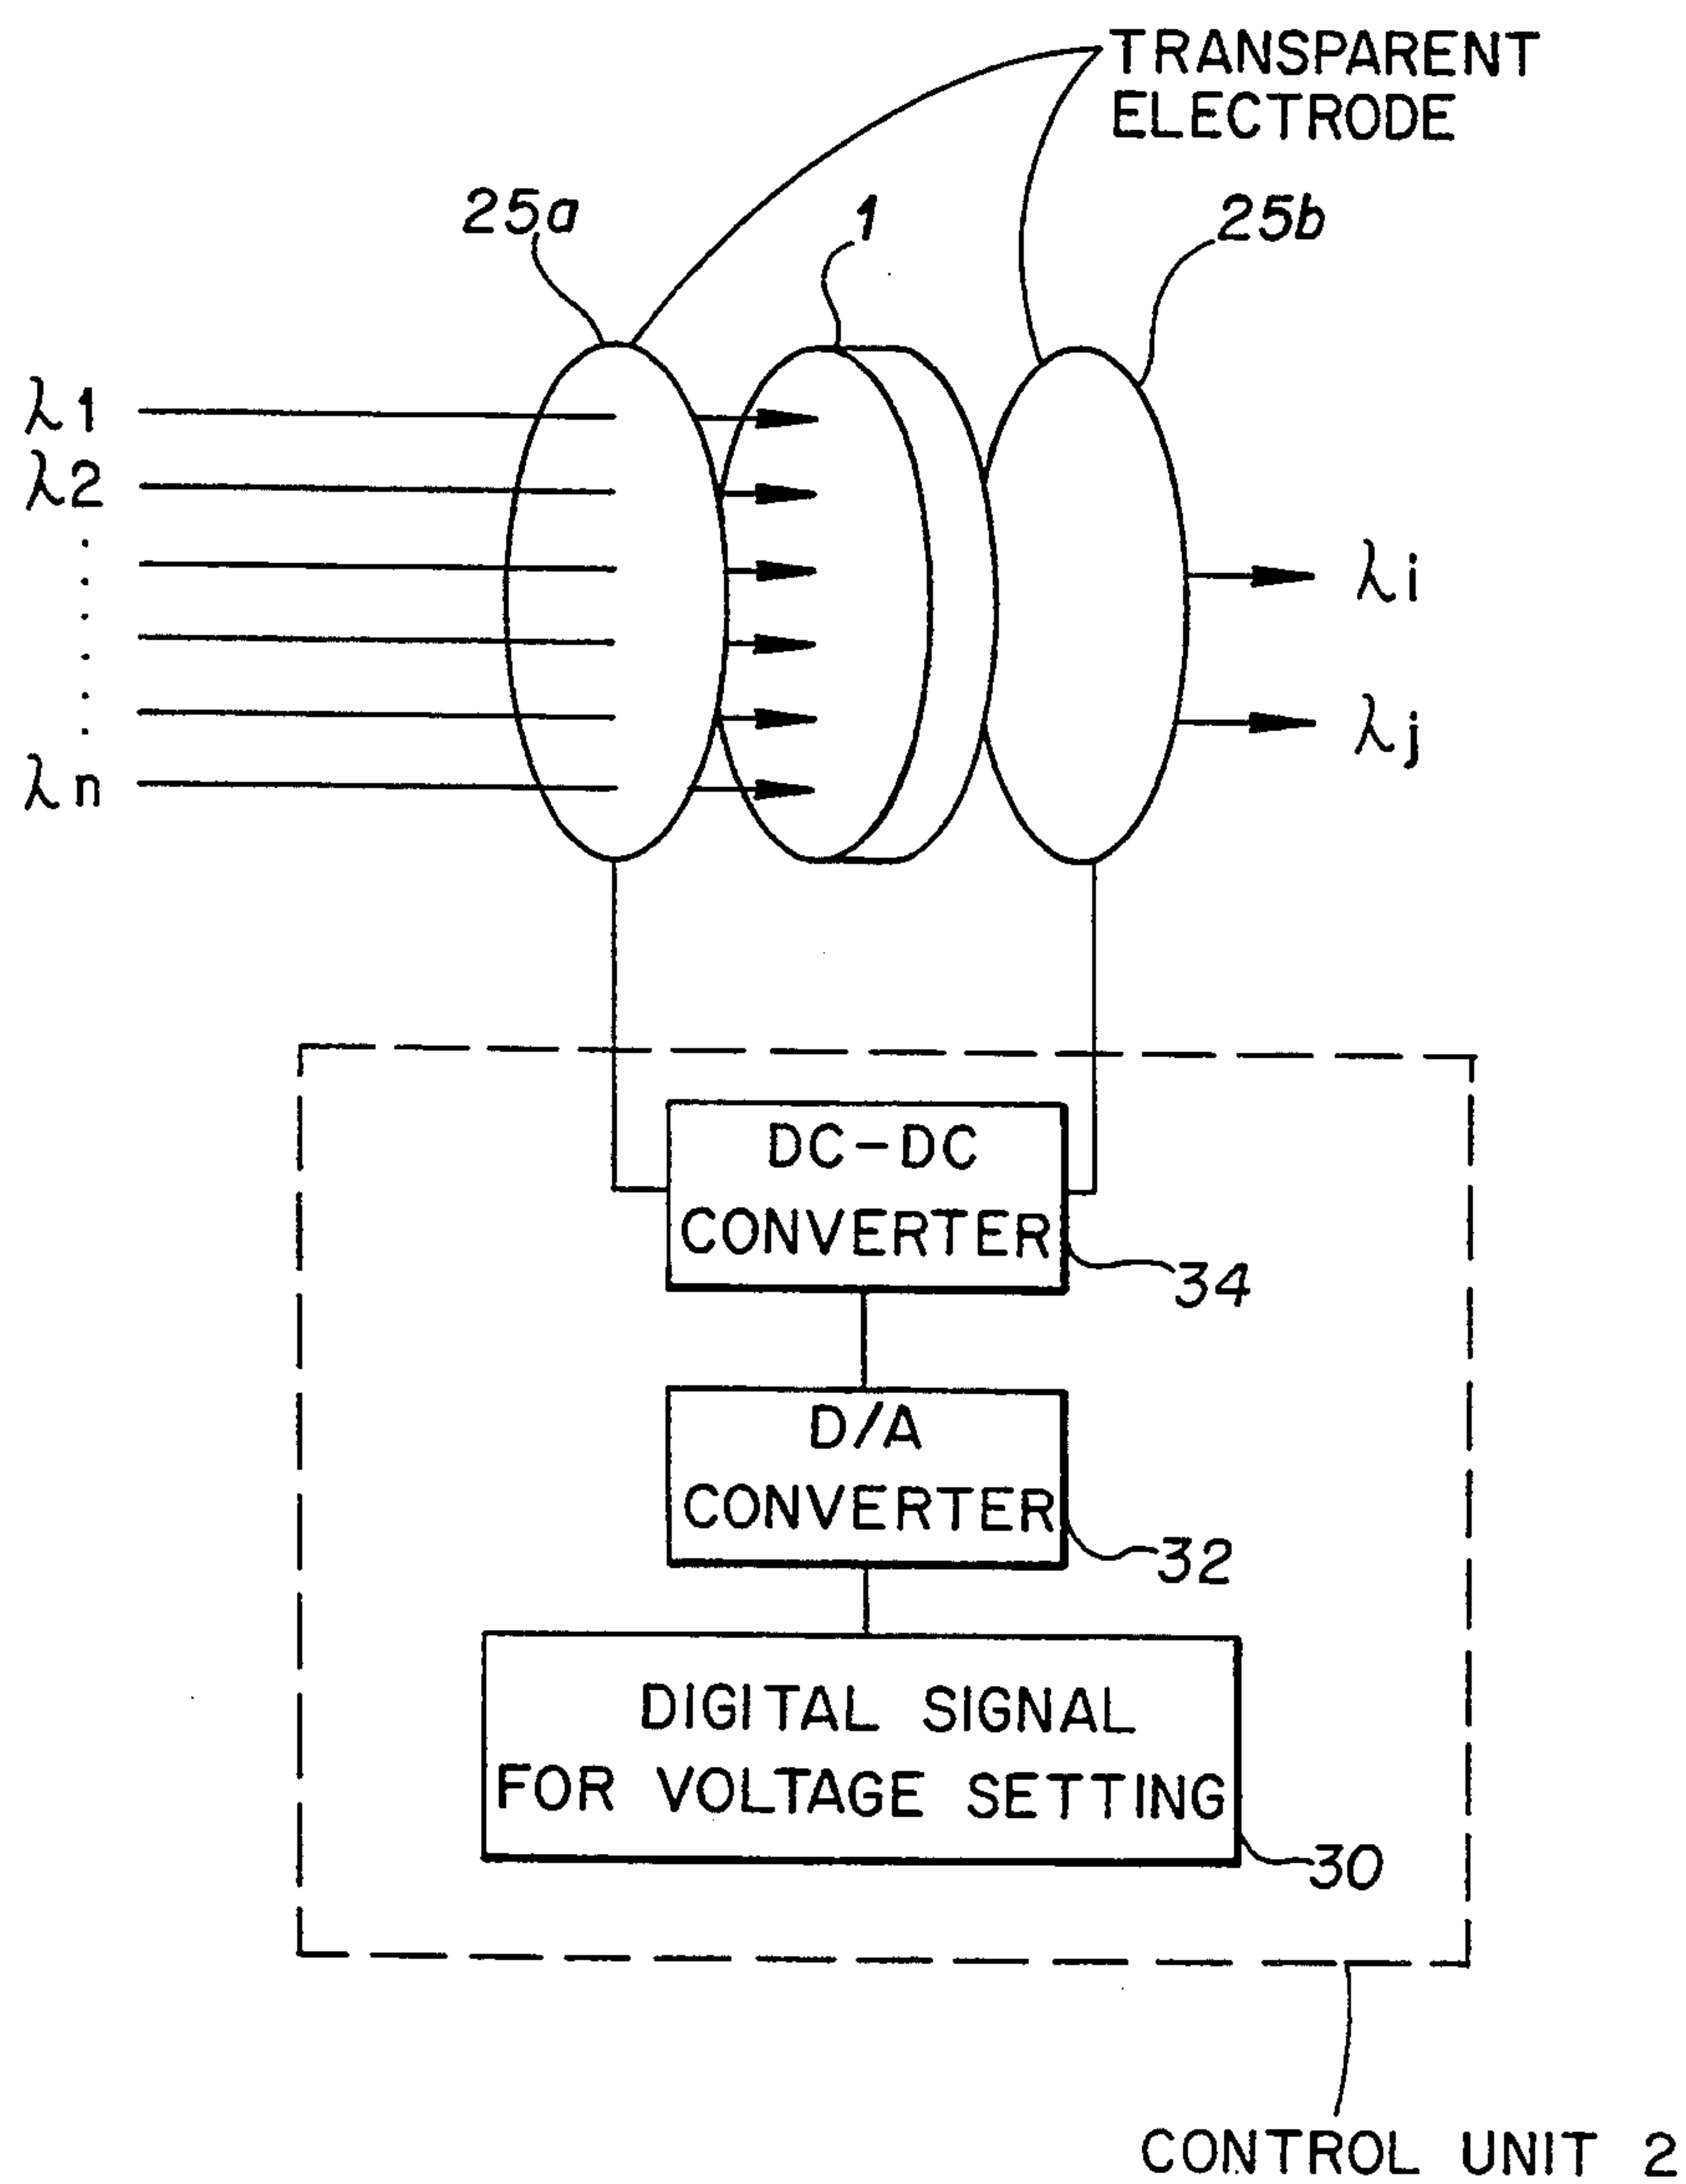 TRANSPARENT
ELECTRODE
25a
1
25b
λ1
λ2
λn
λi
λj
DC-DC
CONVERTER
34
D/A
CONVERTER
32
DIGITAL SIGNAL
FOR VOLTAGE SETTING
30
CONTROL UNIT 2